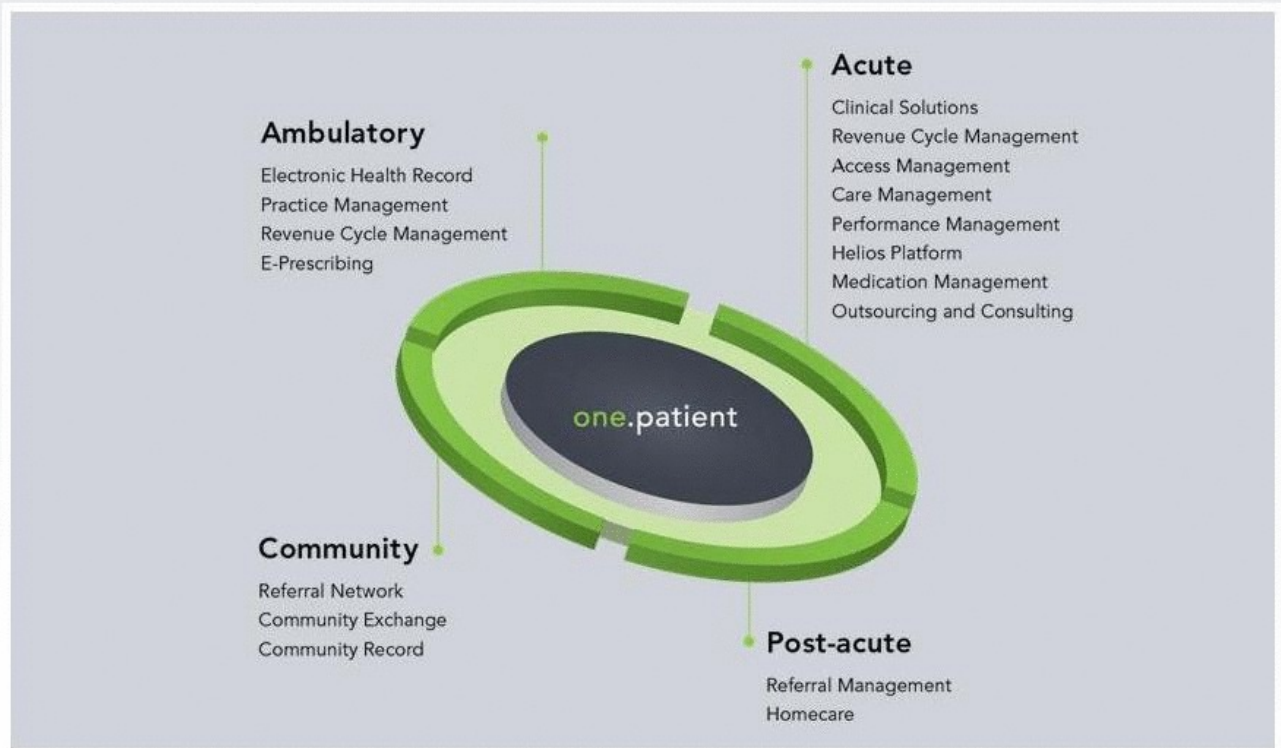 Ambulatory
Electronic Health Record
Practice Management
Revenue Cycle Management
E-Prescribing
Acute
Clinical Solutions
Revenue Cycle Management
Access Management
Care Management
Performance Management
Helios Platform
Medication Management
Outsourcing and Consulting
one.patient
Community
Referral Network
Community Exchange
Community Record
Post-acute
Referral Management
Homecare